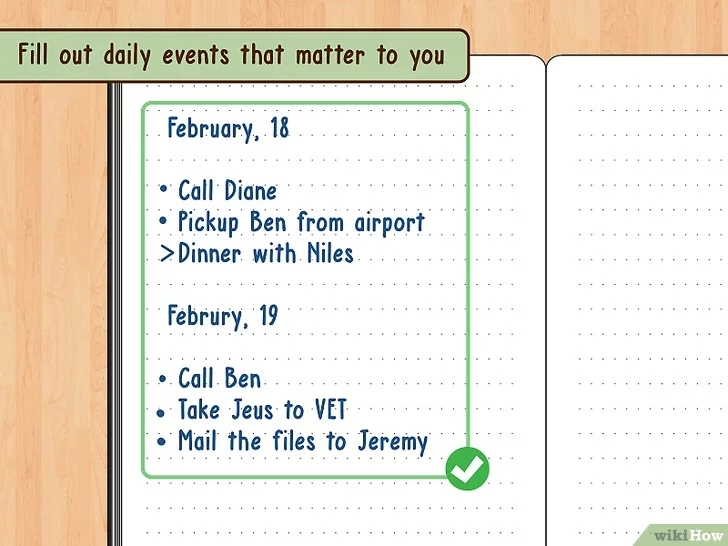 Fill out daily events that matter to you
February, 18
• Call Diane
• Pickup Ben from airport
>Dinner with Niles
Februry, 19
• Call Ben
• Take Jeus to VET
• Mail the files to Jeremy
wikiHow